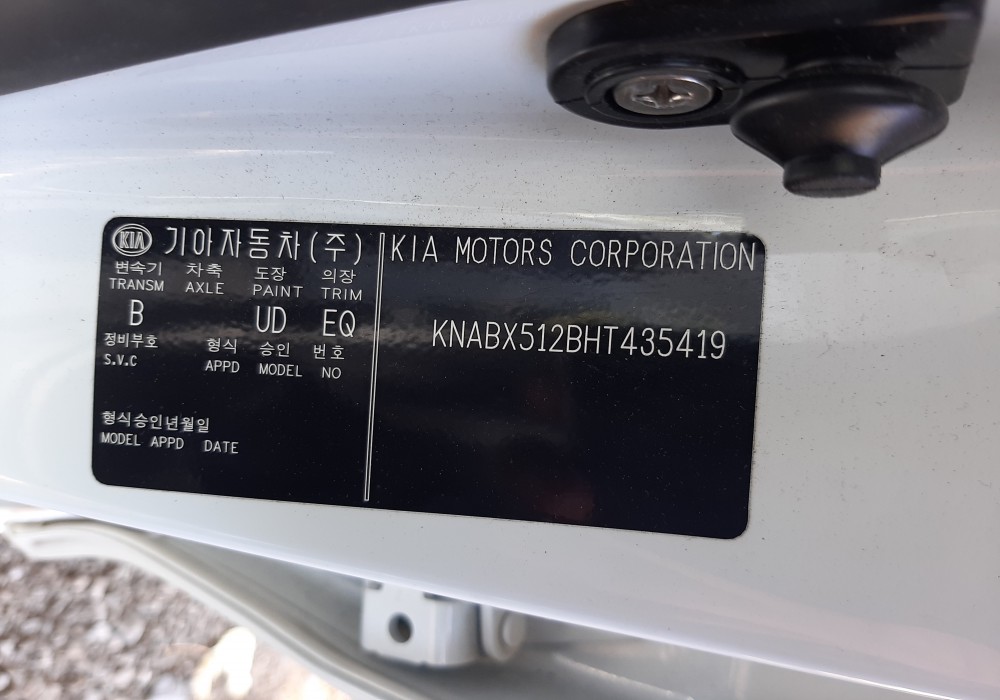 KIA 기아자동차(주) KIA MOTORS CORPORATION
변속기 차축 도장 의장
TRANSM AXLE PAINT TRIM
B UD EQ
KNABX512BHT435419
정비부호 형식 승인 번호
S.V.C APPD MODEL NO
형식승인년월일
MODEL APPD DATE